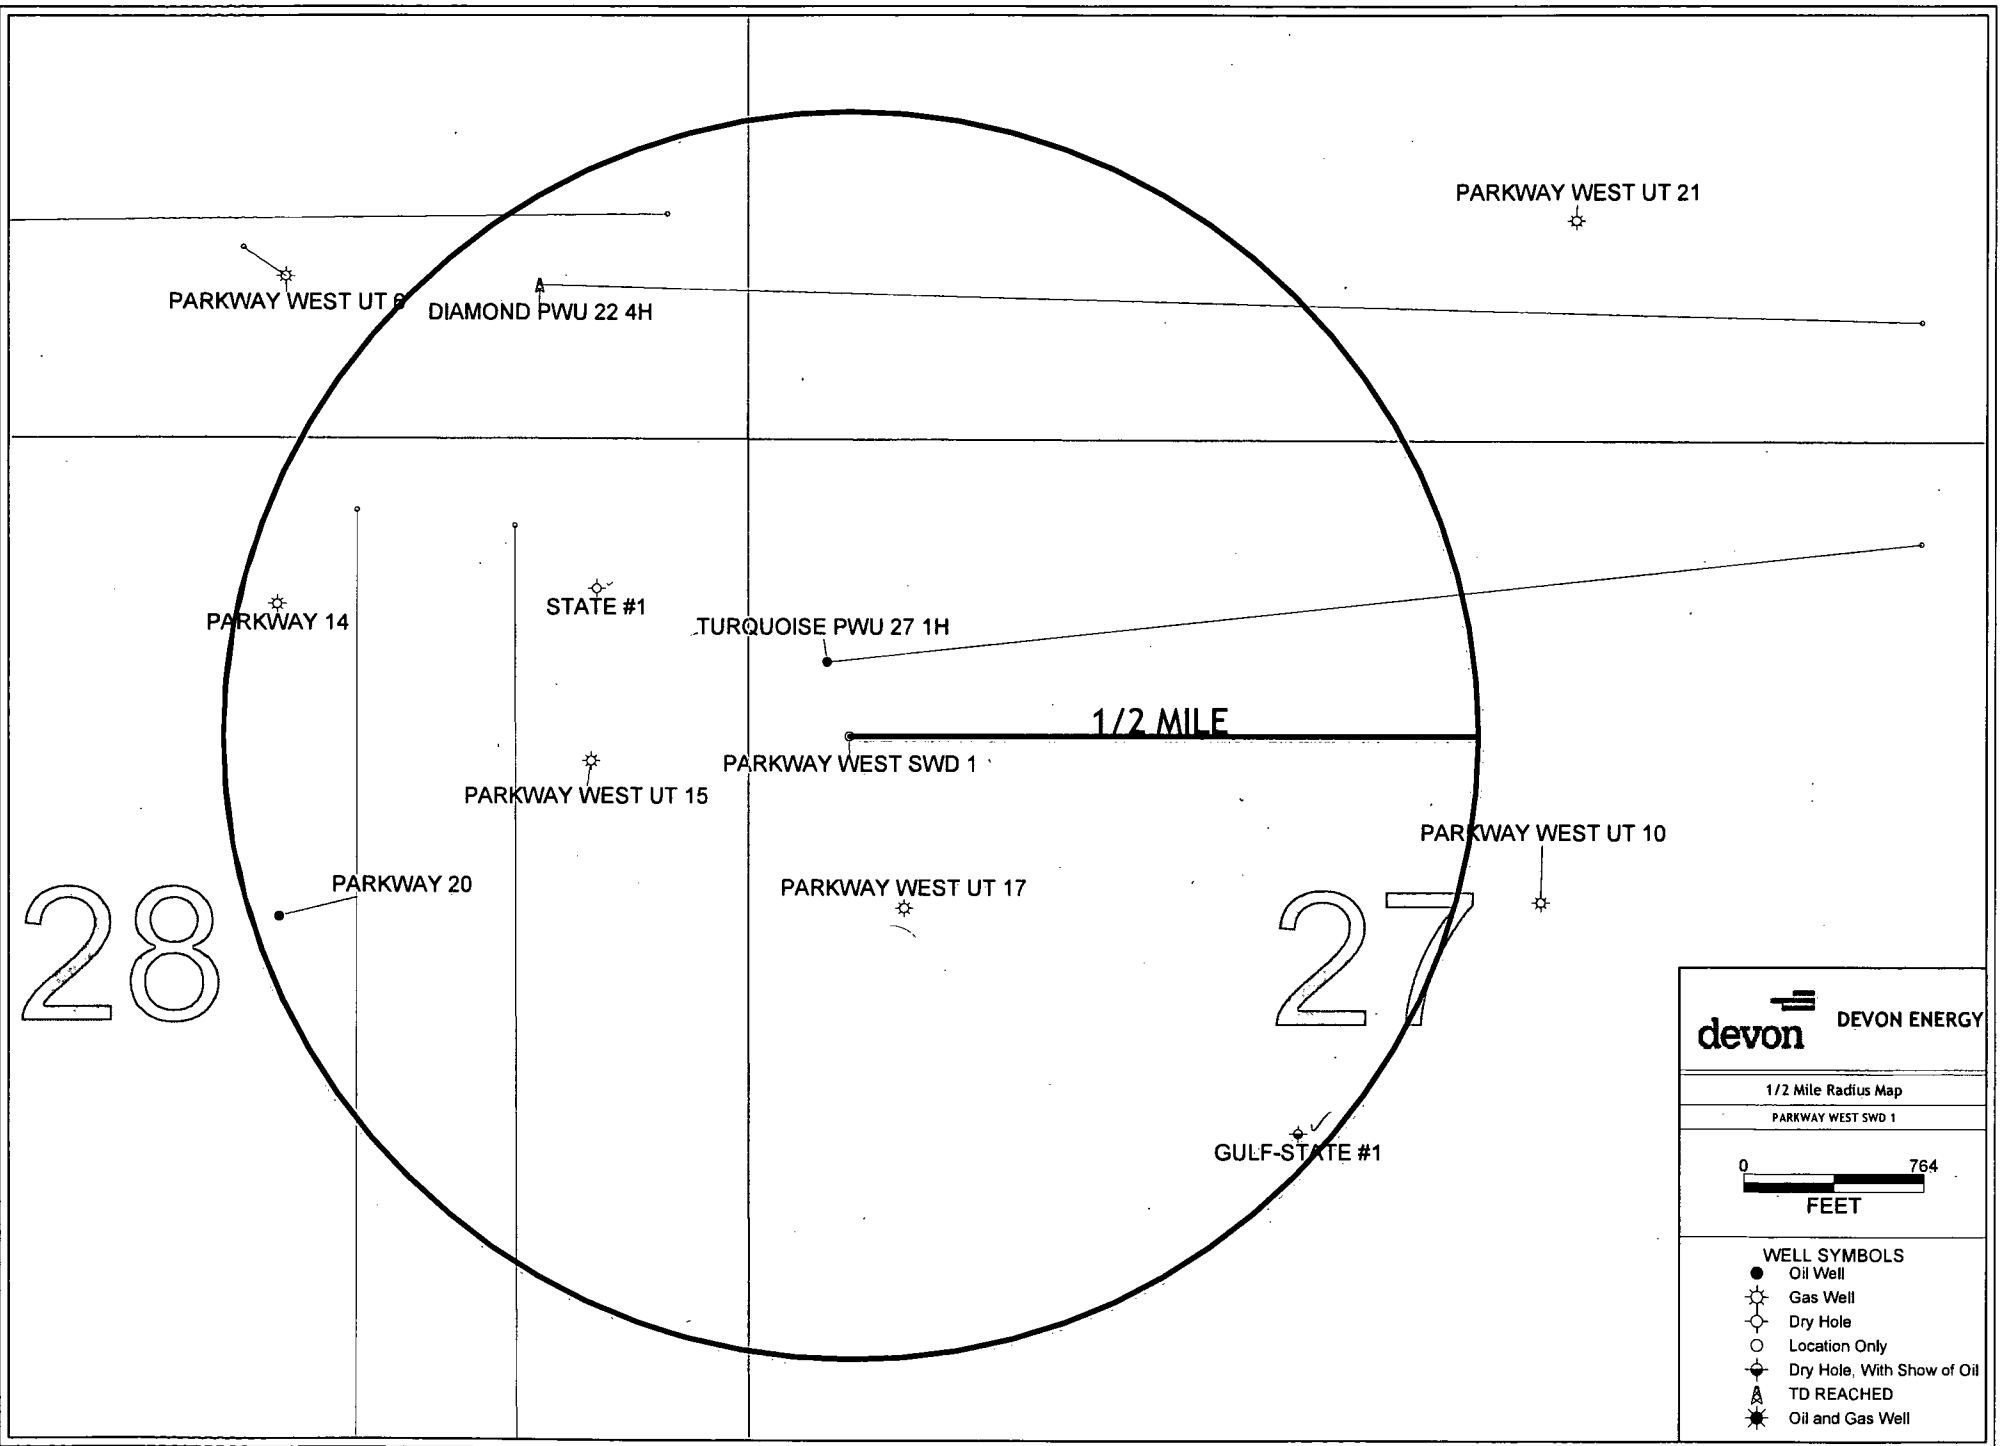 PARKWAY WEST UT 21
PARKWAY WEST UT 6
DIAMOND PWU 22 4H
PARKWAY 14
STATE #1
TURQUOISE PWU 27 1H
1/2 MILE
PARKWAY WEST SWD 1
PARKWAY WEST UT 15
PARKWAY WEST UT 10
PARKWAY 20
PARKWAY WEST UT 17
28
27
GULF-STATE #1
devon
DEVON ENERGY
1/2 Mile Radius Map
PARKWAY WEST SWD 1
0 764
FEET
WELL SYMBOLS
Oil Well
Gas Well
Dry Hole
Location Only
Dry Hole, With Show of Oil
TD REACHED
Oil and Gas Well